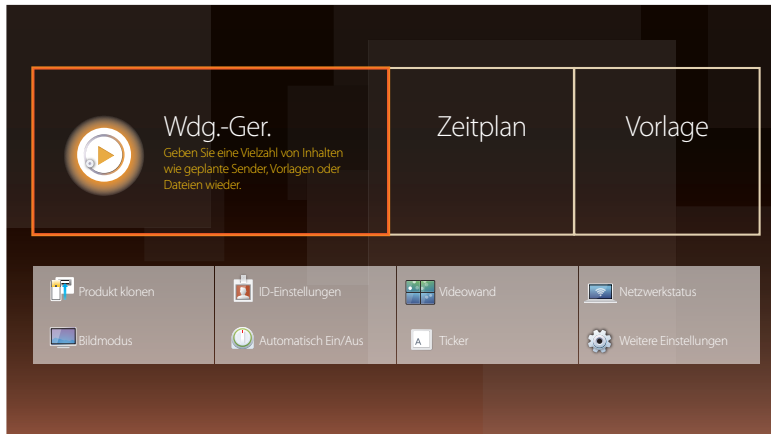 Wdg.-Ger.
Geben Sie eine Vielzahl von Inhalten
wie geplante Sender, Vorlagen oder
Dateien wieder.
Zeitplan
Vorlage
Produkt klonen
ID-Einstellungen
Videowand
Netzwerkstatus
Bildmodus
Automatisch Ein/Aus
A
Ticker
Weitere Einstellungen